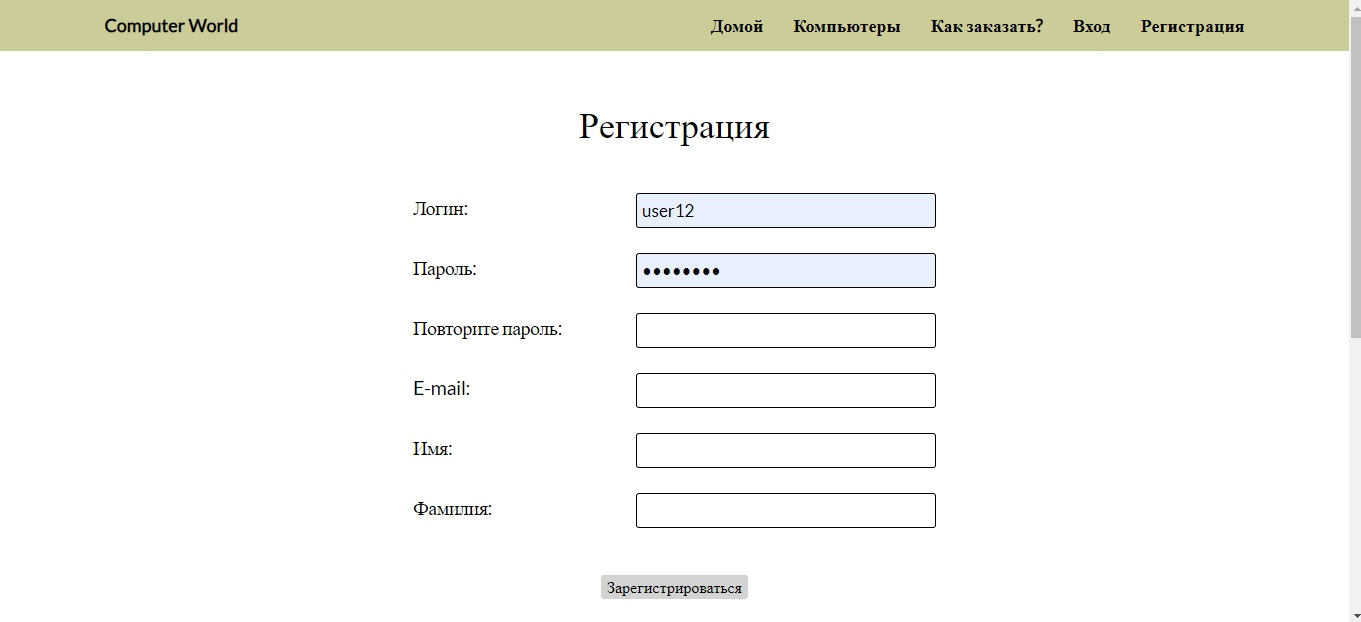 Computer World Домой Компьютеры Как заказать? Вход Регистрация
Регистрация
Логин: user12
Пароль: ••••••••
Повторите пароль:
E-mail:
Имя:
Фамилия:
Зарегистрироваться